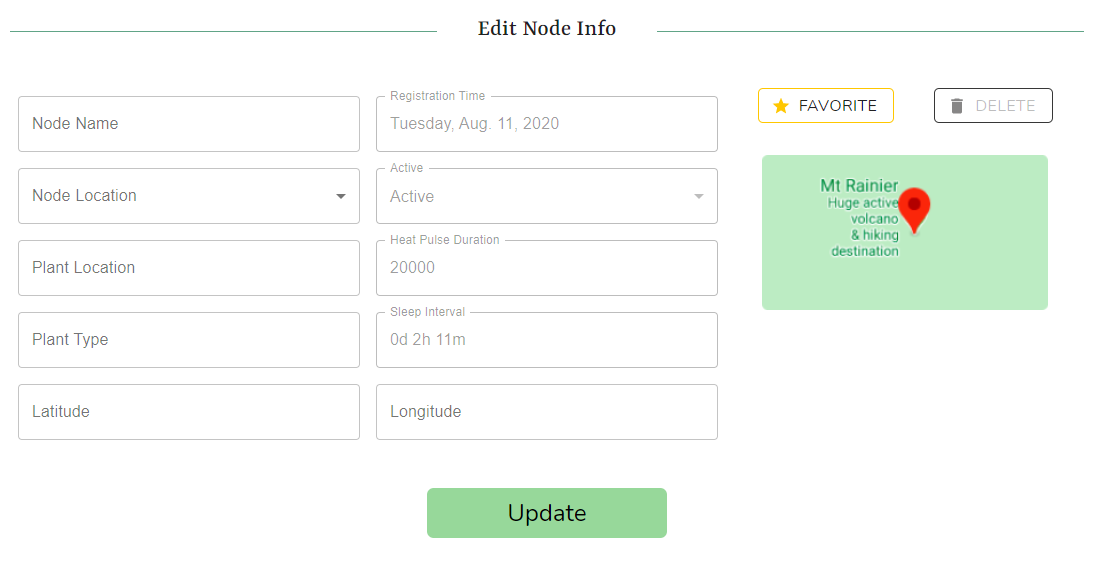 Edit Node Info
Node Name
Registration Time
Tuesday, Aug. 11, 2020
FAVORITE
DELETE
Node Location
Active
Active
Plant Location
Heat Pulse Duration
20000
Plant Type
Sleep Interval
0d 2h 11m
Latitude
Longitude
Mt Rainier
Huge active
volcano
& hiking
destination
Update